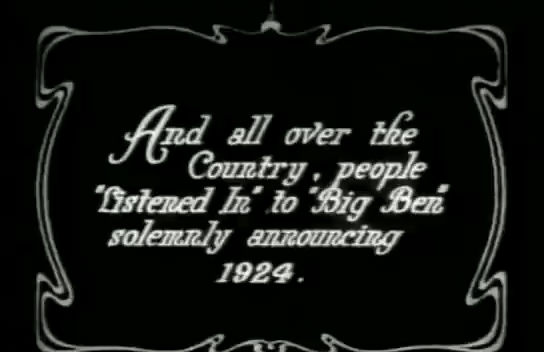 And all over the
Country, people
"Listened In" to "Big Ben"
solemnly announcing
1924.